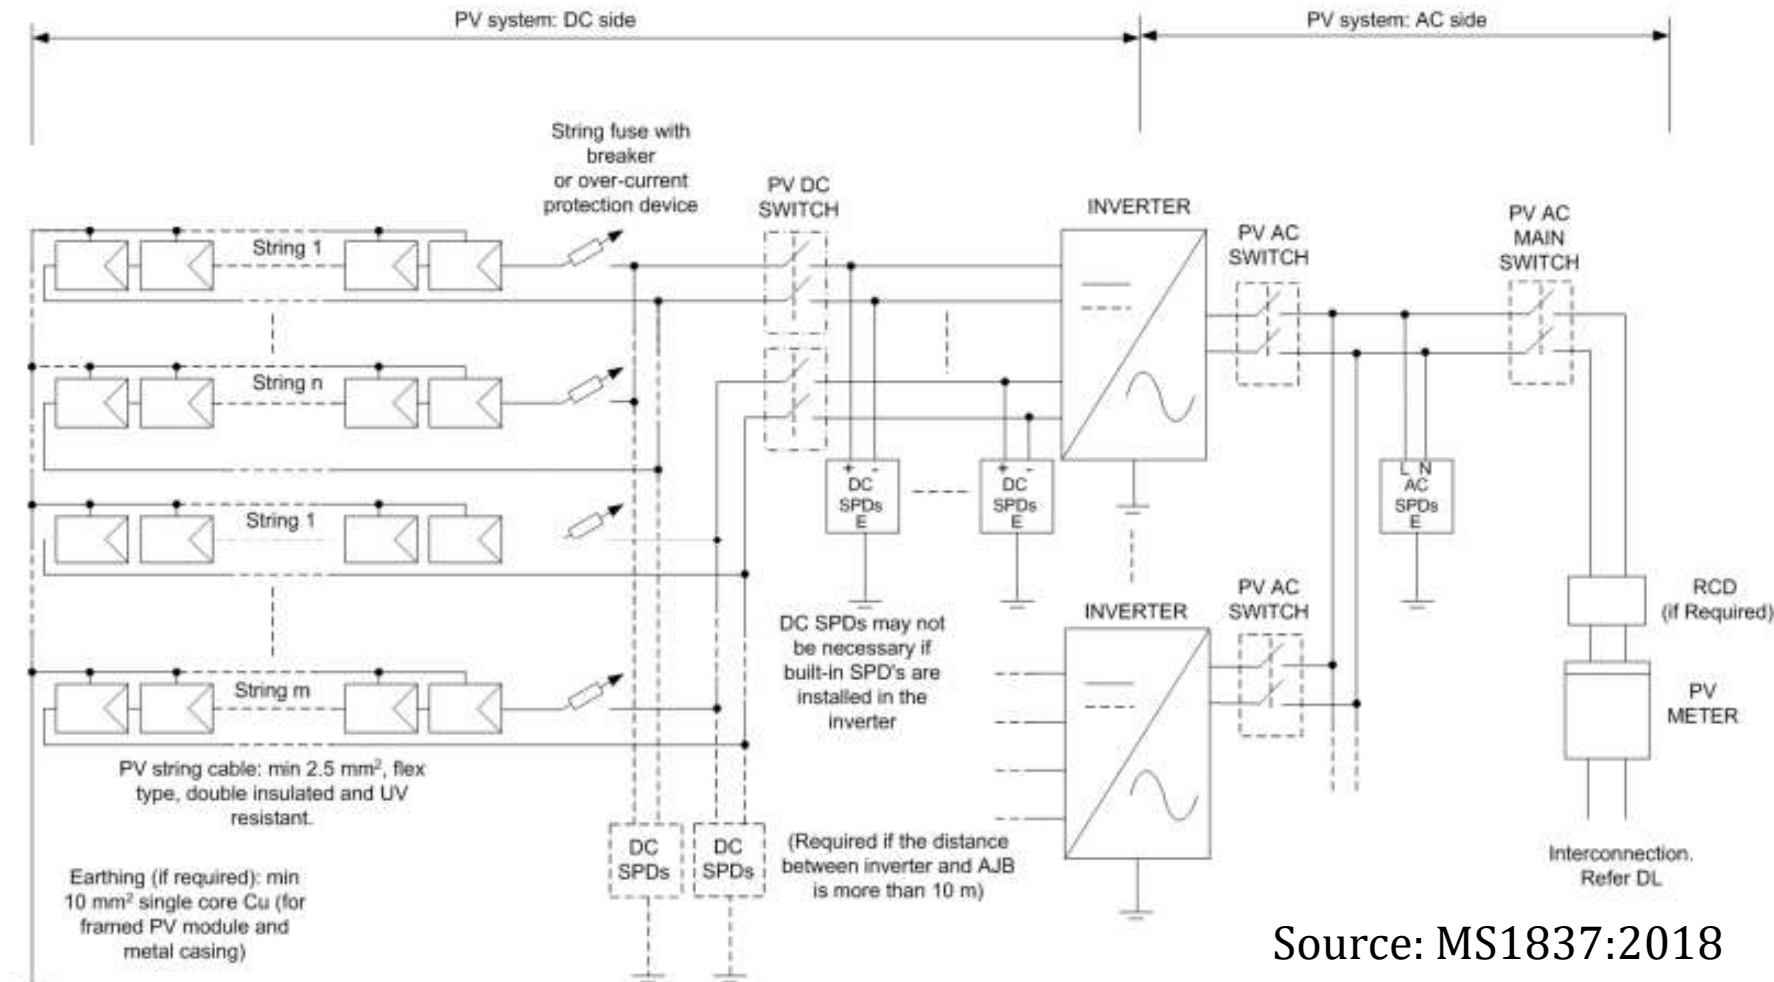 PV system: DC side
PV system: AC side
String fuse with
breaker
or over-current
protection device
PV DC
SWITCH
INVERTER
PV AC
SWITCH
PV AC
MAIN
SWITCH
String 1
String n
String 1
String m
+ -
DC
SPDs
E
+ -
DC
SPDs
E
L N
AC
SPDs
E
DC SPDs may not
be necessary if
built-in SPD's are
installed in the
inverter
INVERTER
PV AC
SWITCH
RCD
(if Required)
PV
METER
PV string cable: min 2.5 mm², flex
type, double insulated and UV
resistant.
DC
SPDs
DC
SPDs
(Required if the distance
between inverter and AJB
is more than 10 m)
Interconnection.
Refer DL
Earthing (if required): min
10 mm² single core Cu (for
framed PV module and
metal casing)
Source: MS1837:2018